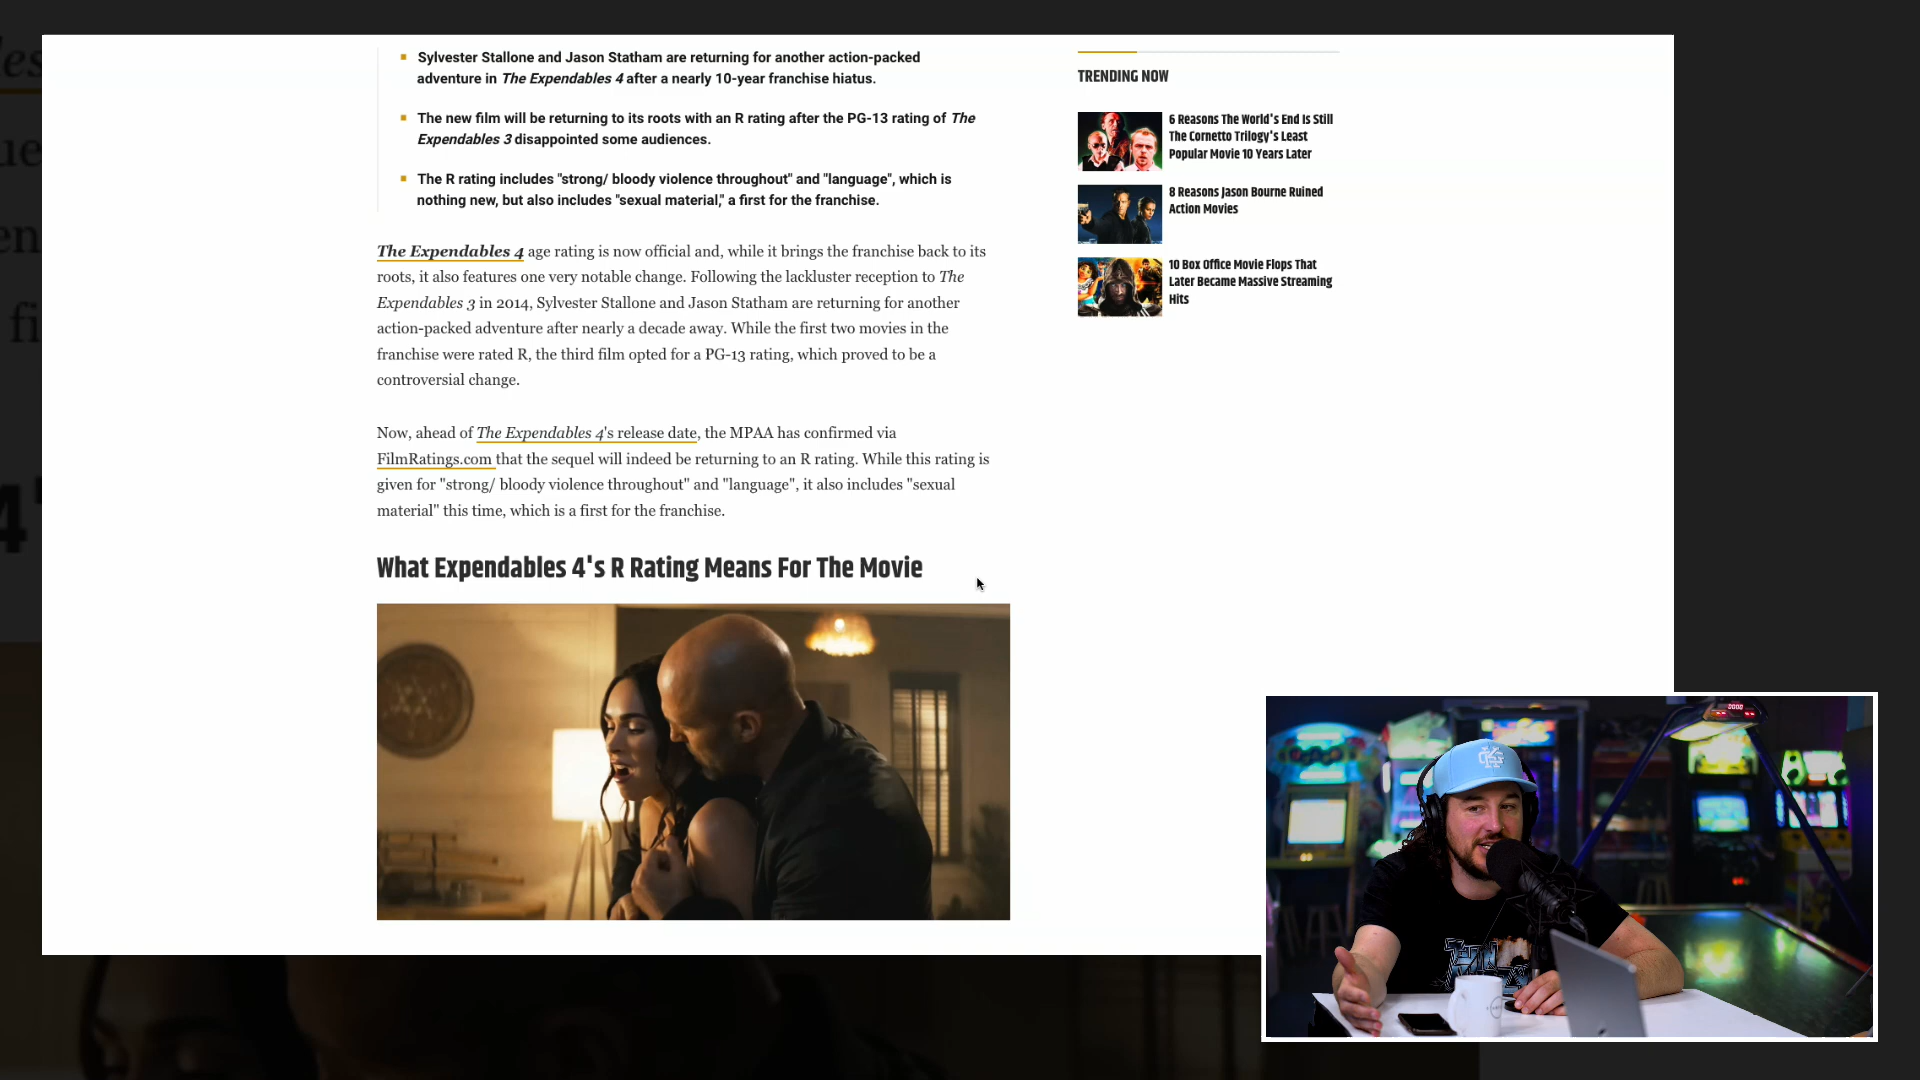 Sylvester Stallone and Jason Statham are returning for another action-packed
adventure in The Expendables 4 after a nearly 10-year franchise hiatus.
The new film will be returning to its roots with an R rating after the PG-13 rating of The
Expendables 3 disappointed some audiences.
The R rating includes "strong/ bloody violence throughout" and "language", which is
nothing new, but also includes "sexual material," a first for the franchise.
The Expendables 4 age rating is now official and, while it brings the franchise back to its
roots, it also features one very notable change. Following the lackluster reception to The
Expendables 3 in 2014, Sylvester Stallone and Jason Statham are returning for another
action-packed adventure after nearly a decade away. While the first two movies in the
franchise were rated R, the third film opted for a PG-13 rating, which proved to be a
controversial change.
Now, ahead of The Expendables 4's release date, the MPAA has confirmed via
FilmRatings.com that the sequel will indeed be returning to an R rating. While this rating is
given for "strong/ bloody violence throughout" and "language", it also includes "sexual
material" this time, which is a first for the franchise.
What Expendables 4's R Rating Means For The Movie
TRENDING NOW
6 Reasons The World's End Is Still
The Cornetto Trilogy's Least
Popular Movie 10 Years Later
8 Reasons Jason Bourne Ruined
Action Movies
10 Box Office Movie Flops That
Later Became Massive Streaming
Hits